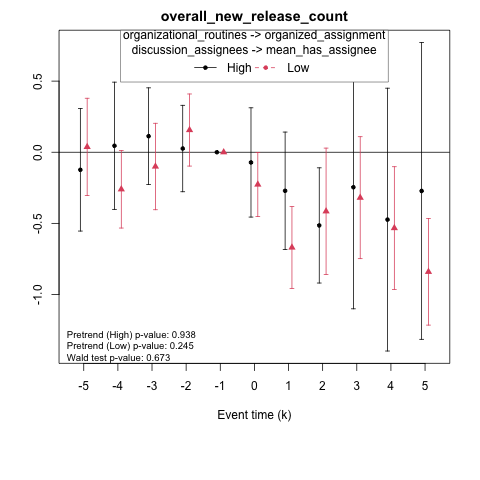 overall_new_release_count
organizational_routines -> organized_assignment
discussion_assignees -> mean_has_assignee
High Low
0.5
0.0
-0.5
-1.0
Pretrend (High) p-value: 0.938
Pretrend (Low) p-value: 0.245
Wald test p-value: 0.673
-5 -4 -3 -2 -1 0 1 2 3 4 5
Event time (k)